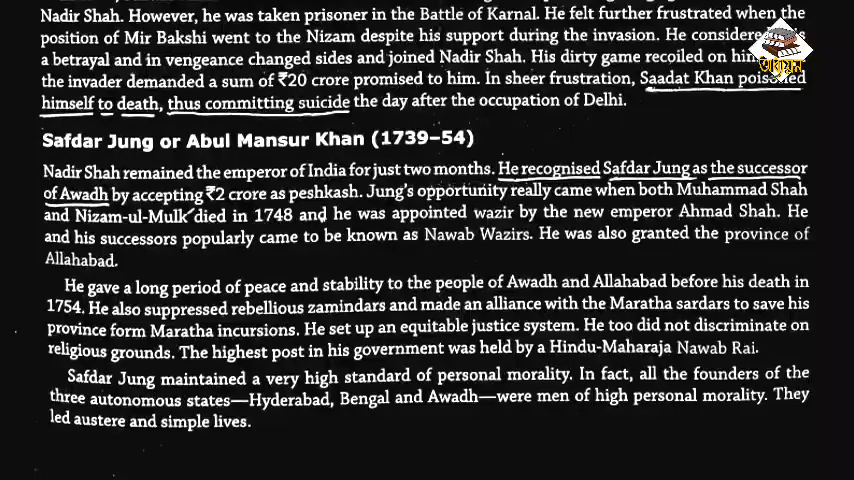 Nadir Shah. However, he was taken prisoner in the Battle of Karnal. He felt further frustrated when the
position of Mir Bakshi went to the Nizam despite his support during the invasion. He considered
a betrayal and in vengeance changed sides and joined Nadir Shah. His dirty game recoiled on him
the invader demanded a sum of ₹20 crore promised to him. In sheer frustration, Saadat Khan poisoned
himself to death, thus committing suicide the day after the occupation of Delhi.
Safdar Jung or Abul Mansur Khan (1739–54)
Nadir Shah remained the emperor of India for just two months. He recognised Safdar Jung as the successor
of Awadh by accepting ₹2 crore as peshkash. Jung's opportunity really came when both Muhammad Shah
and Nizam-ul-Mulk died in 1748 and he was appointed wazir by the new emperor Ahmad Shah. He
and his successors popularly came to be known as Nawab Wazirs. He was also granted the province of
Allahabad.
He gave a long period of peace and stability to the people of Awadh and Allahabad before his death in
1754. He also suppressed rebellious zamindars and made an alliance with the Maratha sardars to save his
province form Maratha incursions. He set up an equitable justice system. He too did not discriminate on
religious grounds. The highest post in his government was held by a Hindu-Maharaja Nawab Rai.
Safdar Jung maintained a very high standard of personal morality. In fact, all the founders of the
three autonomous states—Hyderabad, Bengal and Awadh—were men of high personal morality. They
led austere and simple lives.